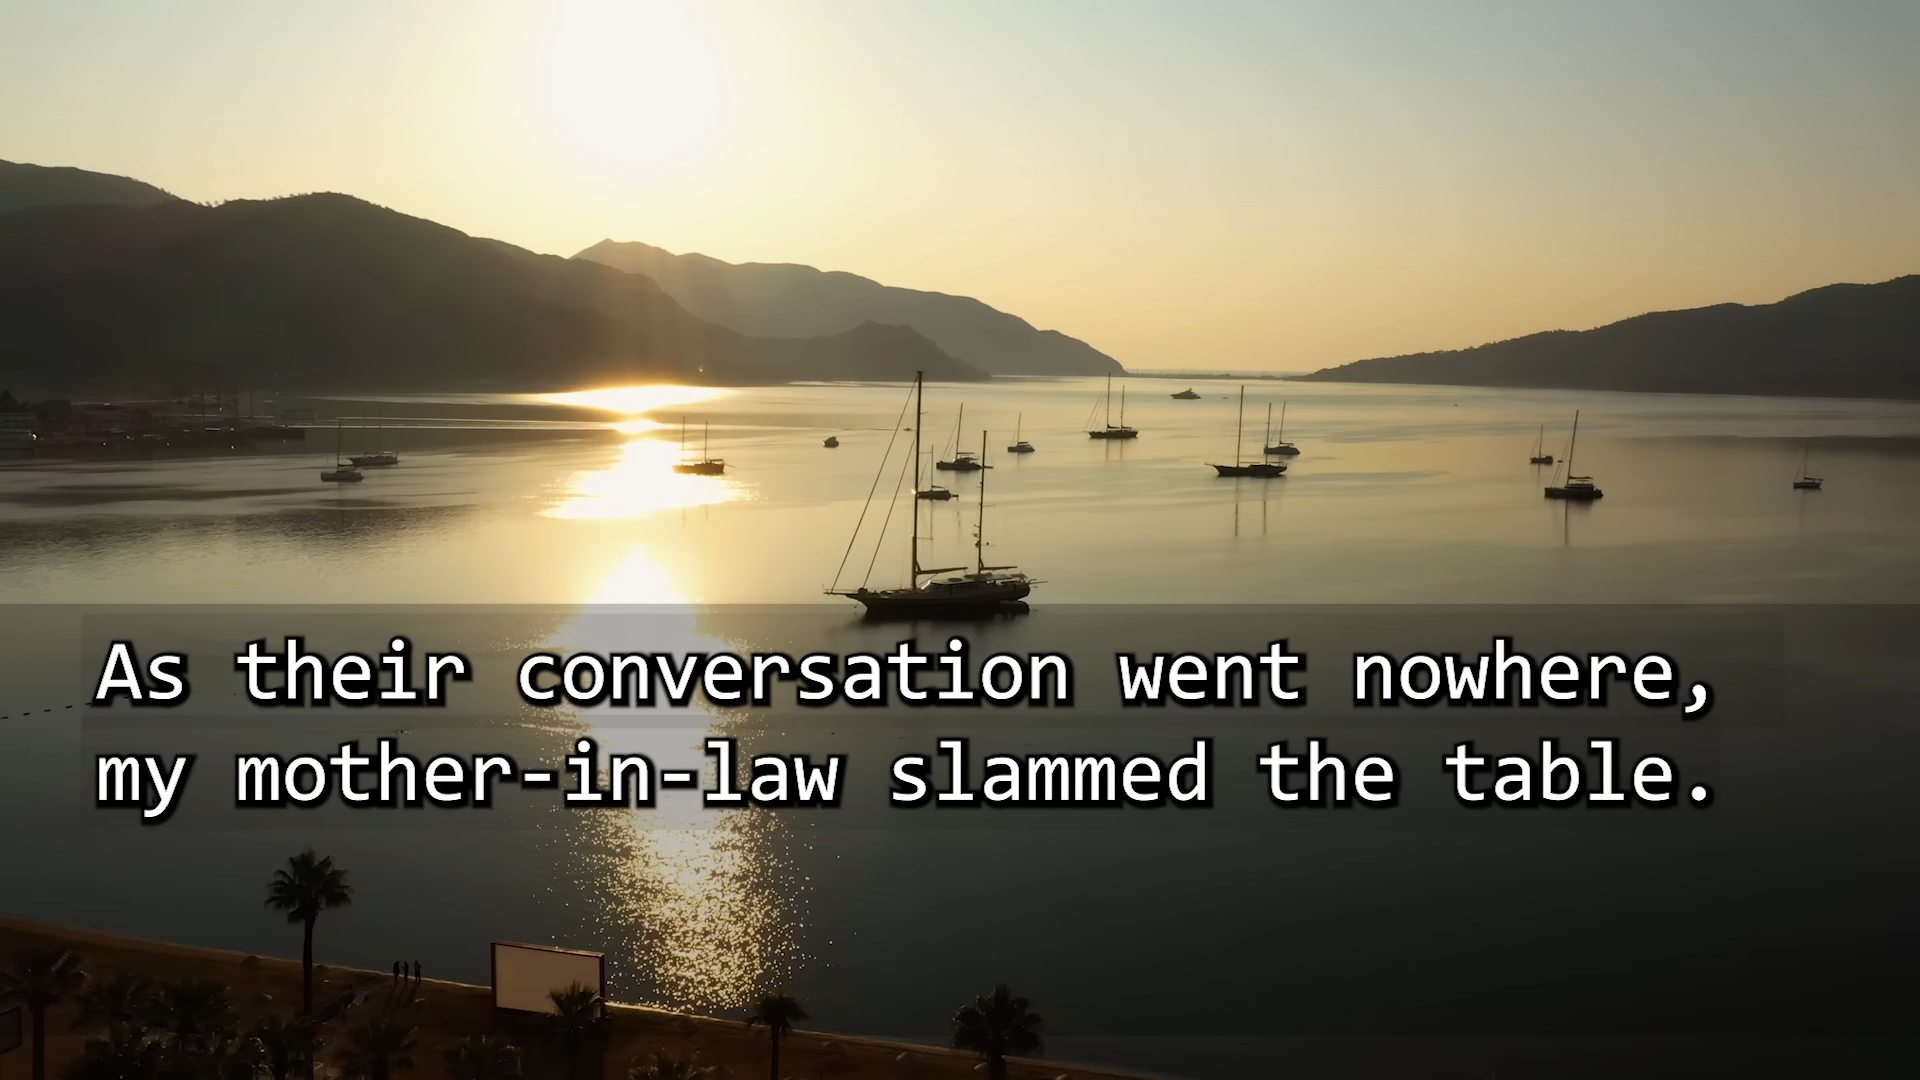 As their conversation went nowhere,
my mother-in-law slammed the table.